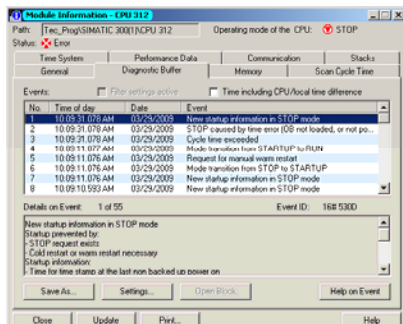 Module Information - CPU 312
Path: Tec_Prog\SIMATIC 300(1)\CPU 312 Operating mode of the CPU: STOP
Status: Error
Time System Performance Data Communication Stacks
General Diagnostic Buffer Memory Scan Cycle Time
Events: Filter settings active Time including CPU/local time difference
No. Time of day Date Event
1 10:09:31.078 AM 03/29/2009 New startup information in STOP mode
2 10:09:31.078 AM 03/29/2009 STOP caused by time error (OB not loaded, or not po...
3 10:09:31.078 AM 03/29/2009 Cycle time exceeded
4 10:09:11.077 AM 03/29/2009 Mode transition from STARTUP to RUN
5 10:09:11.076 AM 03/29/2009 Request for manual warm restart
6 10:09:11.076 AM 03/29/2009 Mode transition from STOP to STARTUP
7 10:09:11.076 AM 03/29/2009 New startup information in STOP mode
8 10:09:10.593 AM 03/29/2009 New startup information in STOP mode
Details on Event: 1 of 55 Event ID: 16# 530D
New startup information in STOP mode
Startup prevented by:
- STOP request exists
- Cold restart or warm restart necessary
Startup information:
- Time for time stamp at the last non backed up power on
Save As... Settings... Open Block... Help on Event
Close Update Print... Help